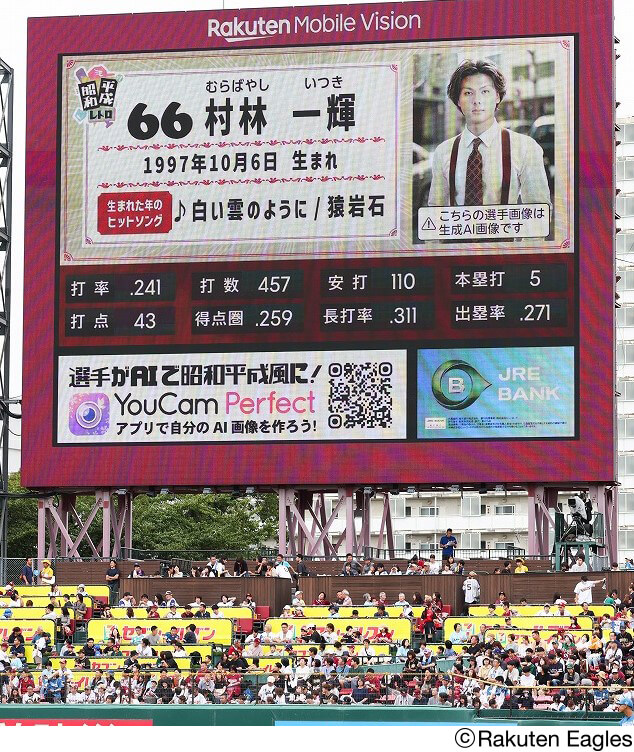 Rakuten Mobile Vision
昭和
平成
レトロ
むらばやし いつき
66 村林 一輝
1997年10月6日 生まれ
生まれた年の
ヒットソング
♪白い雲のように / 猿岩石
⚠ こちらの選手画像は
生成AI画像です
打率 .241 打数 457 安打 110 本塁打 5
打点 43 得点圏 .259 長打率 .311 出塁率 .271
選手がAIで昭和平成風に!
YouCam Perfect
アプリで自分の AI 画像を作ろう!
B
JRE
BANK
©Rakuten Eagles